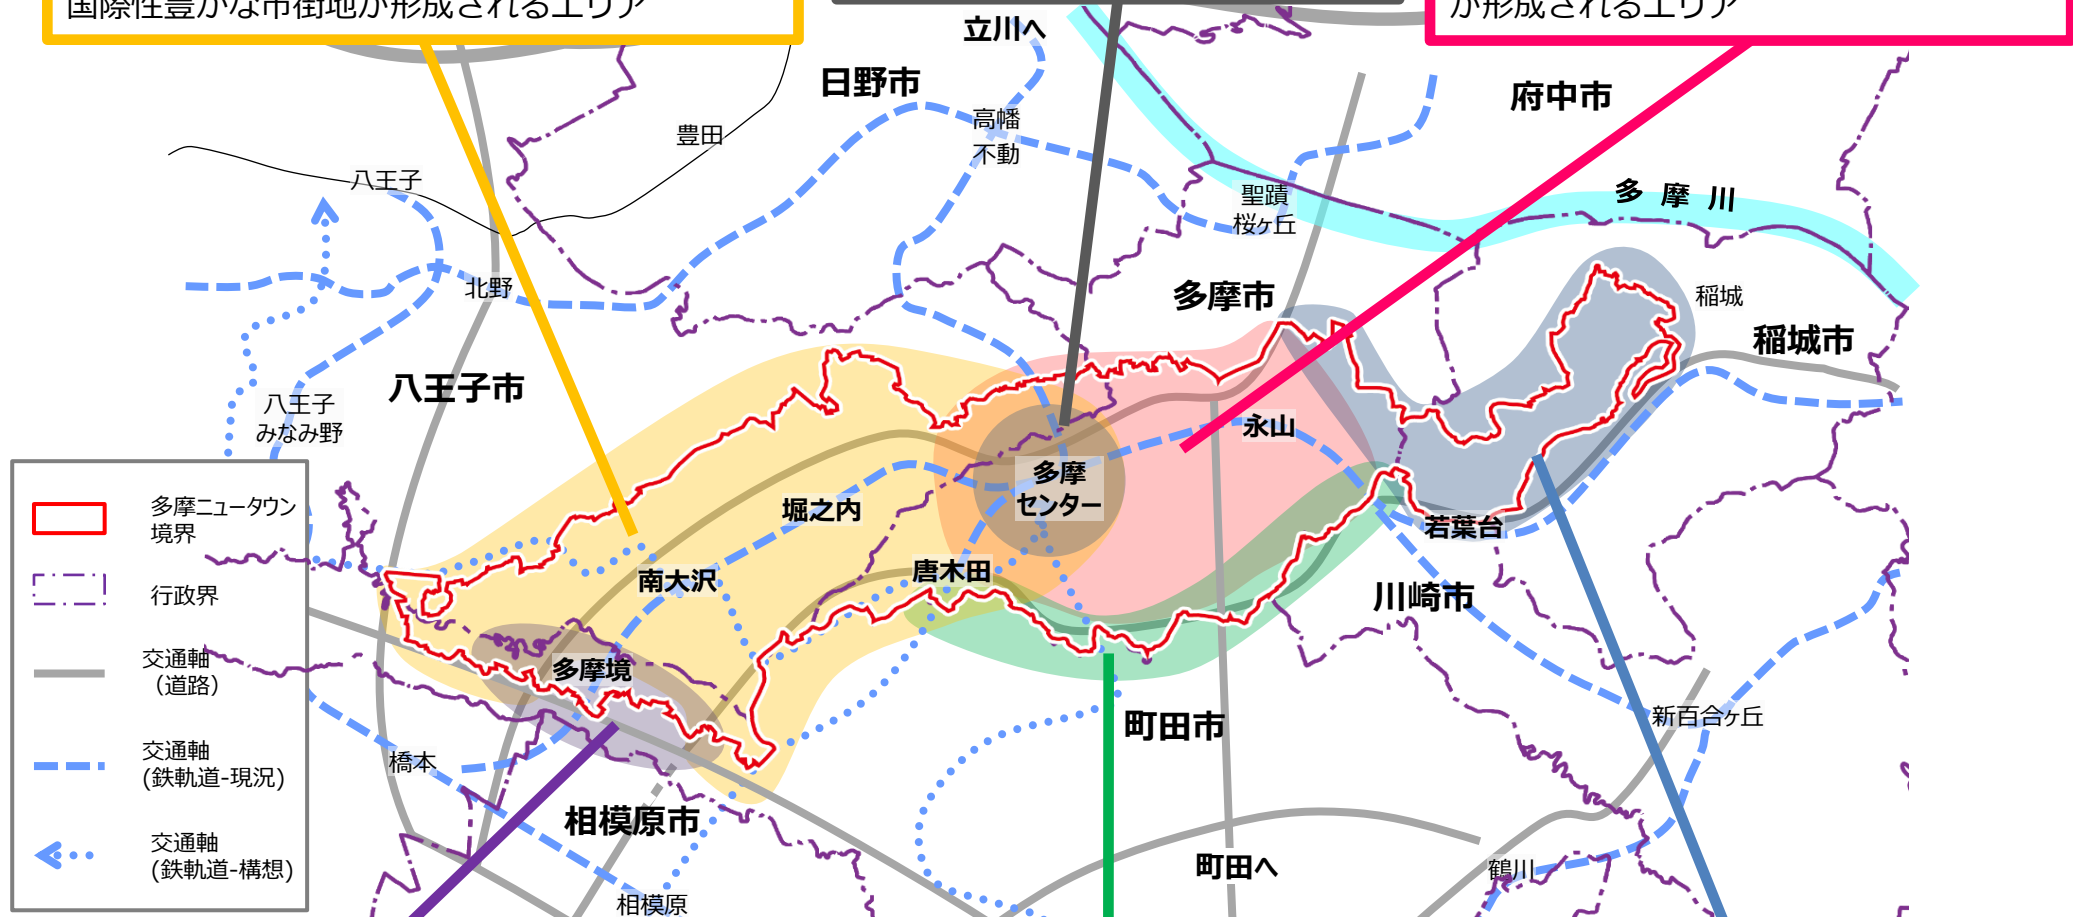 国際性豊かな市街地が形成されるエリア
が形成されるエリア
立川へ
日野市
府中市
高幡
不動
豊田
八王子
聖蹟
桜ヶ丘
多摩川
北野
多摩市
稲城
稲城市
八王子市
八王子
みなみ野
永山
多摩
センター
堀之内
若葉台
南大沢
唐木田
川崎市
多摩境
町田市
新百合ヶ丘
橋本
相模原市
町田へ
鶴川
相模原
多摩ニュータウン
境界
行政界
交通軸
(道路)
交通軸
(鉄軌道-現況)
交通軸
(鉄軌道-構想)